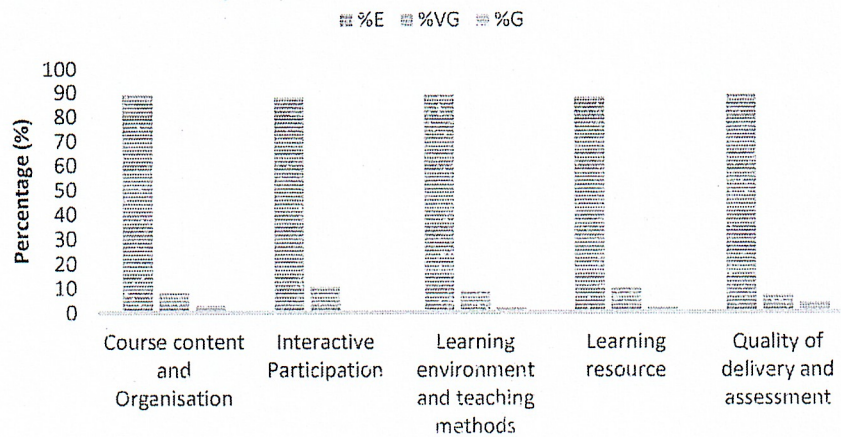 %E %VG %G
Percentage (%)
100
90
80
70
60
50
40
30
20
10
0
Course content
and
Organisation
Interactive
Participation
Learning
environment
and teaching
methods
Learning
resource
Quality of
delivery and
assessment